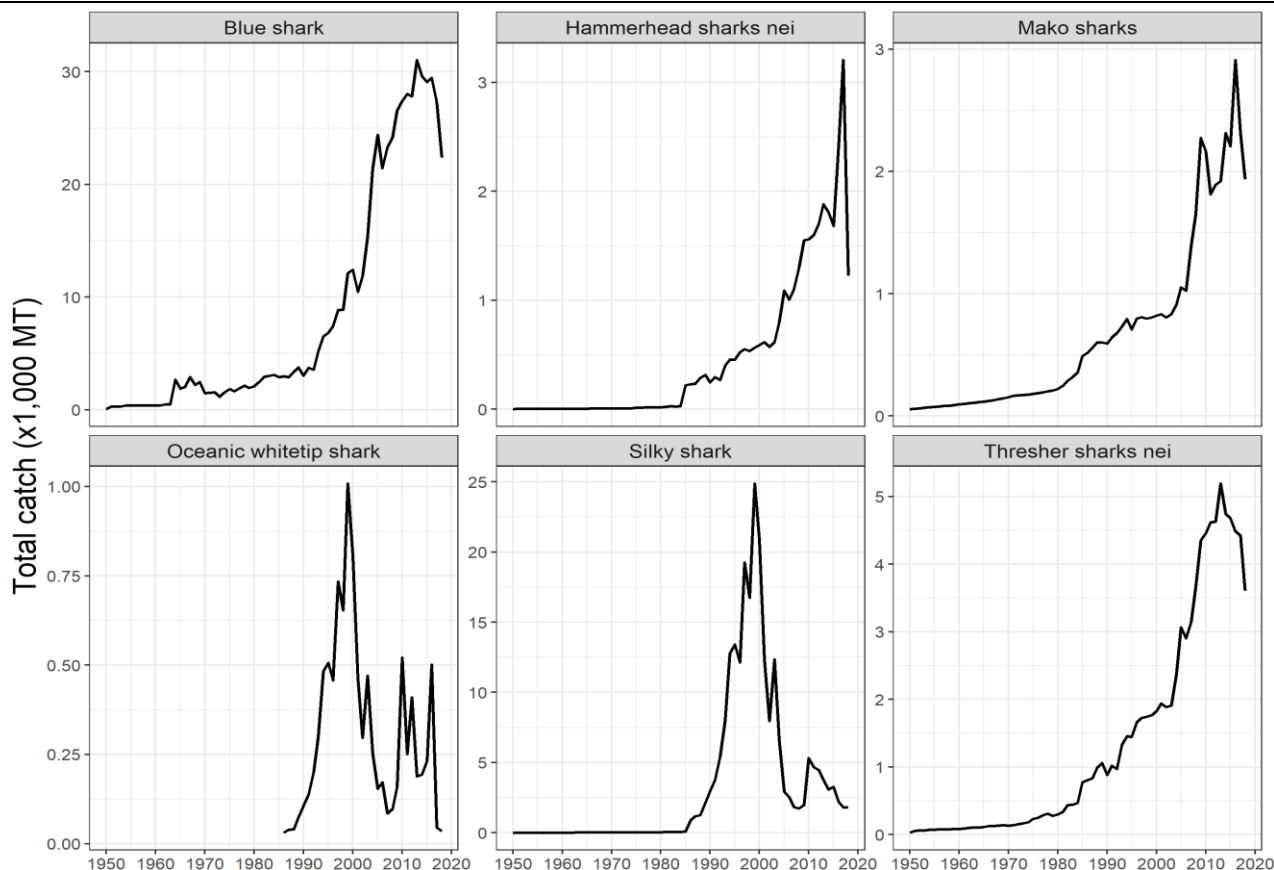 Blue shark
Hammerhead sharks nei
Mako sharks
30
20
10
0
3
2
1
0
3
2
1
0
Total catch (x1,000 MT)
Oceanic whitetip shark
Silky shark
Thresher sharks nei
1.00
0.75
0.50
0.25
0.00
25
20
15
10
5
0
5
4
3
2
1
0
1950 1960 1970 1980 1990 2000 2010 2020
1950 1960 1970 1980 1990 2000 2010 2020
1950 1960 1970 1980 1990 2000 2010 2020